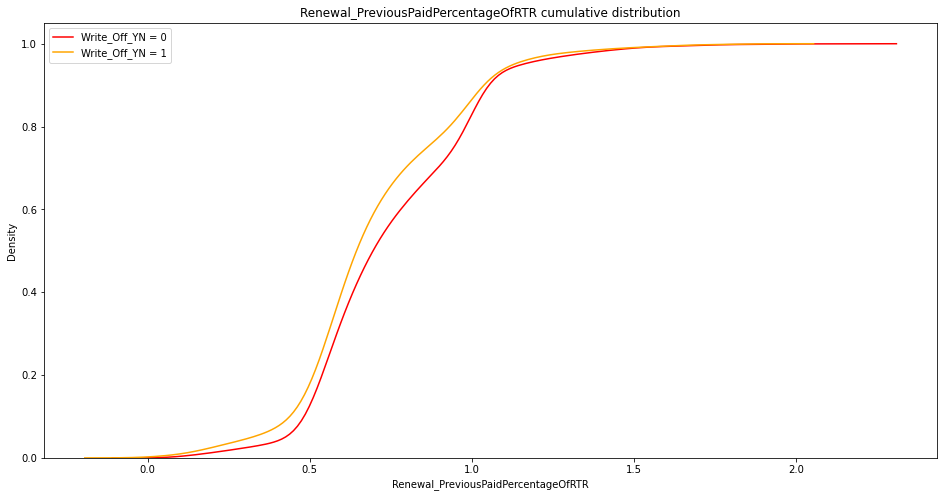 Renewal_PreviousPaidPercentageOfRTR cumulative distribution
Write_Off_YN = 0
Write_Off_YN = 1
1.0
0.8
0.6
0.4
0.2
0.0
Density
0.0 0.5 1.0 1.5 2.0
Renewal_PreviousPaidPercentageOfRTR